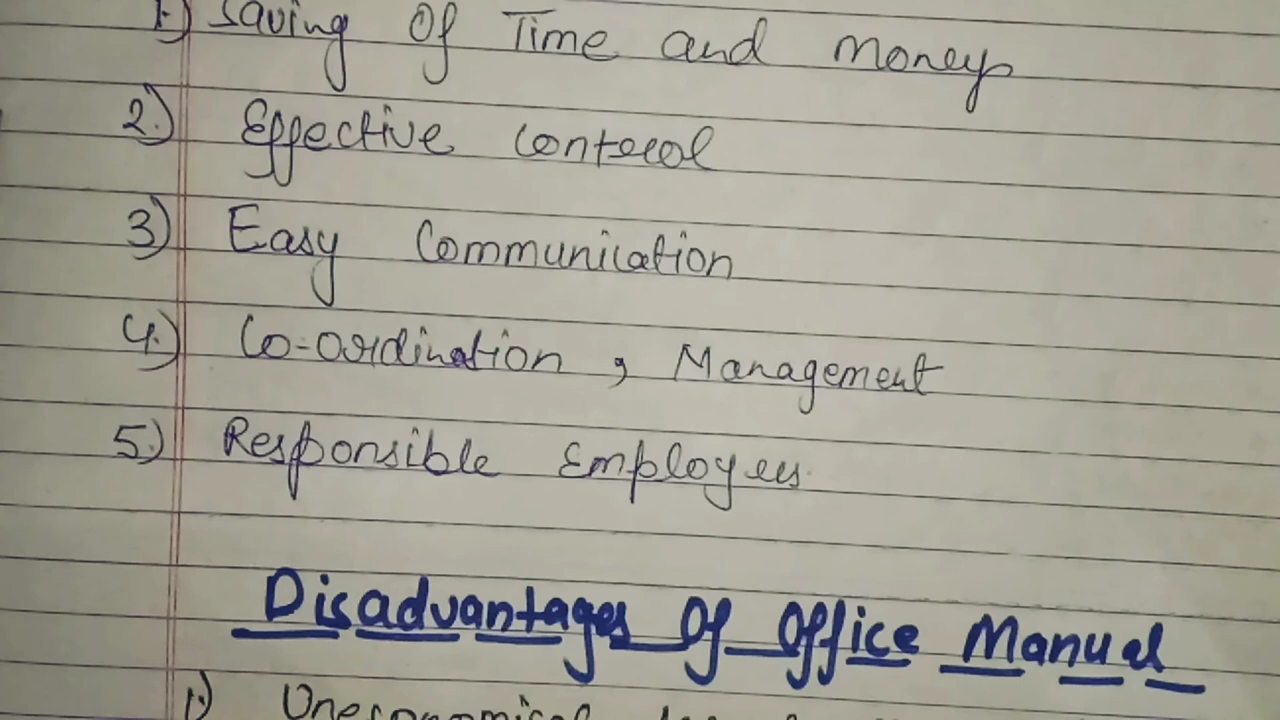 1.) Saving Of Time and money
2.) Effective Control
3) Easy Communication
4.) Co-ordination , Management
5.) Responsible Employees.
Disadvantages Of Office Manual
1.) Uneconomical